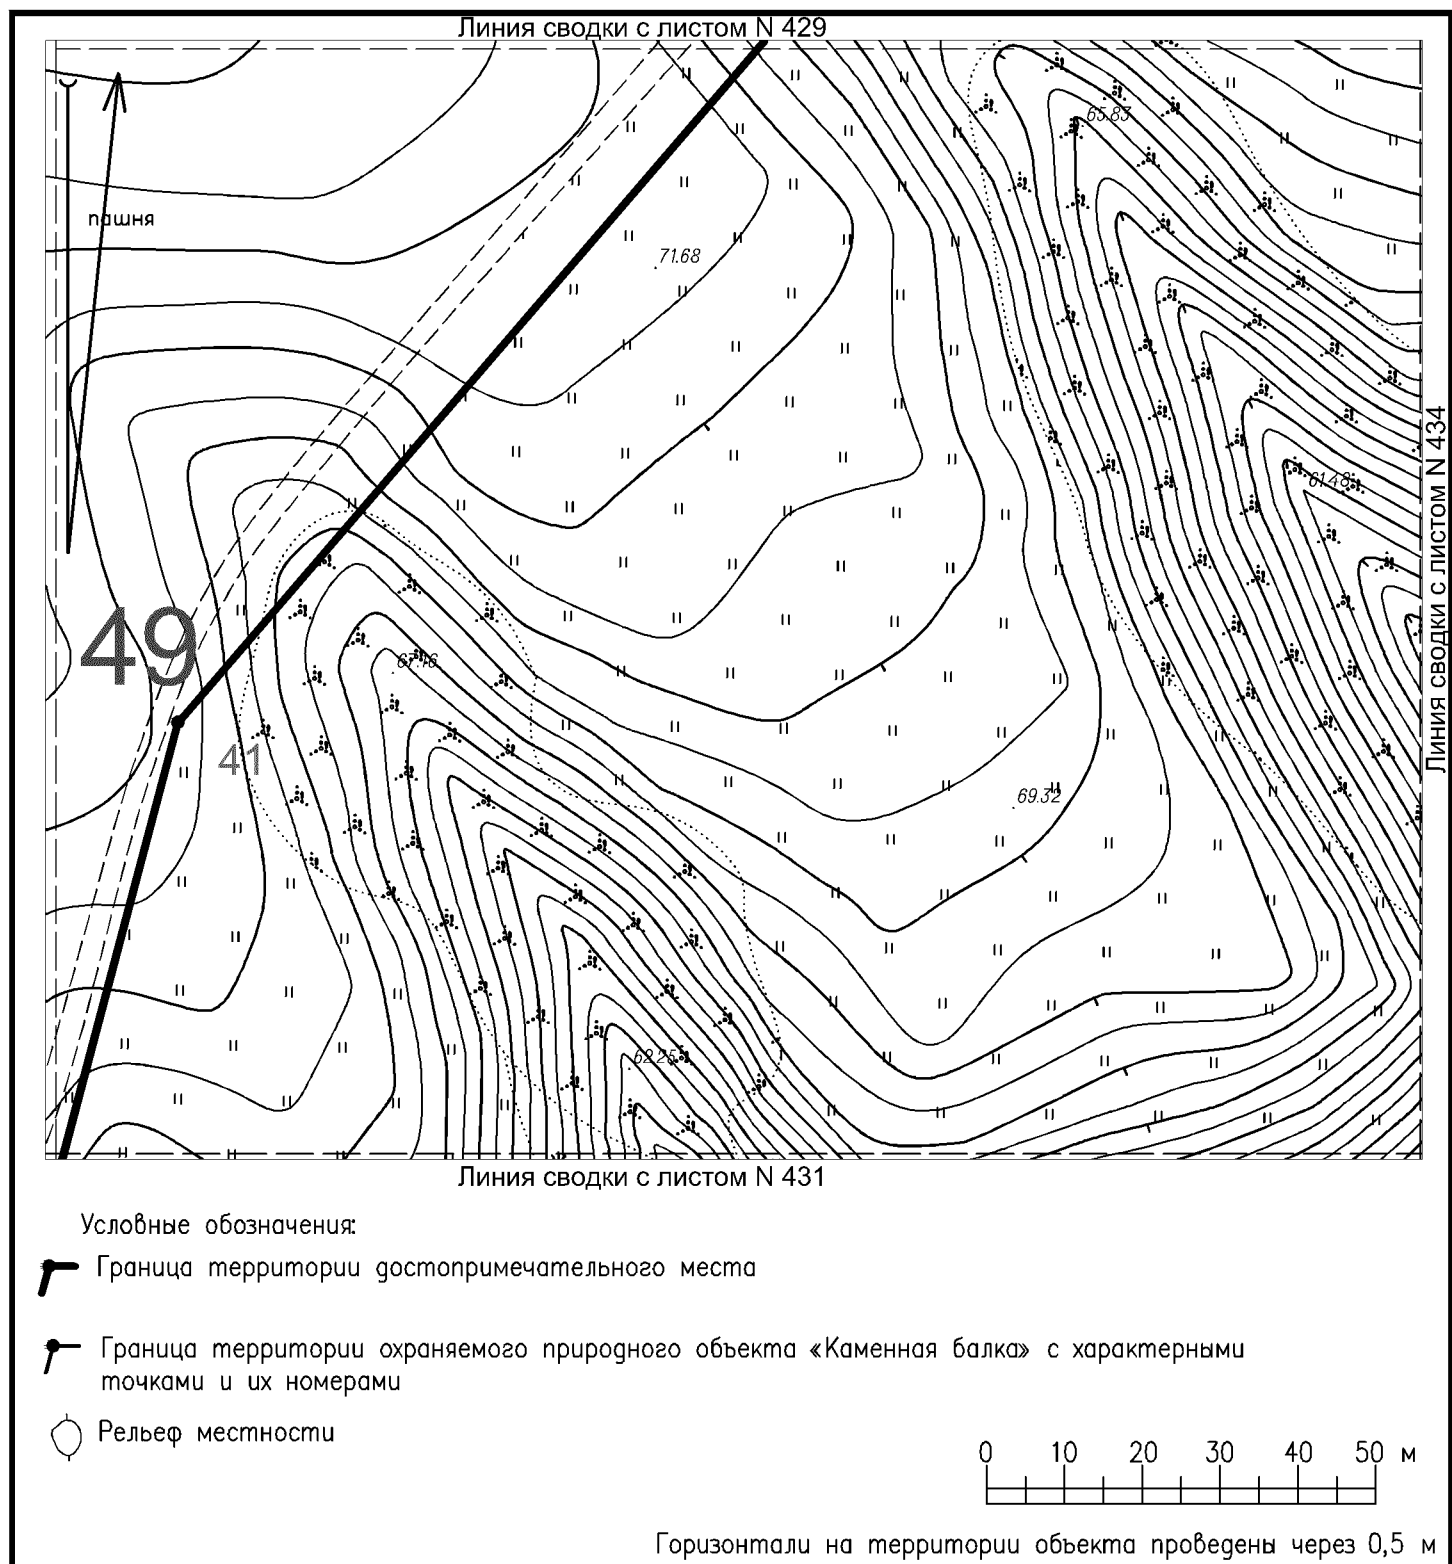 Линия сводки с листом N 429
65.83
пашня
71.68
Линия сводки с листом N 434
61.48
49
67.16
41
69.32
62.25
Линия сводки с листом N 431
Условные обозначения:
Граница территории достопримечательного места
Граница территории охраняемого природного объекта «Каменная балка» с характерными
точками и их номерами
Рельеф местности
0 10 20 30 40 50 м
Горизонтали на территории объекта проведены через 0,5 м